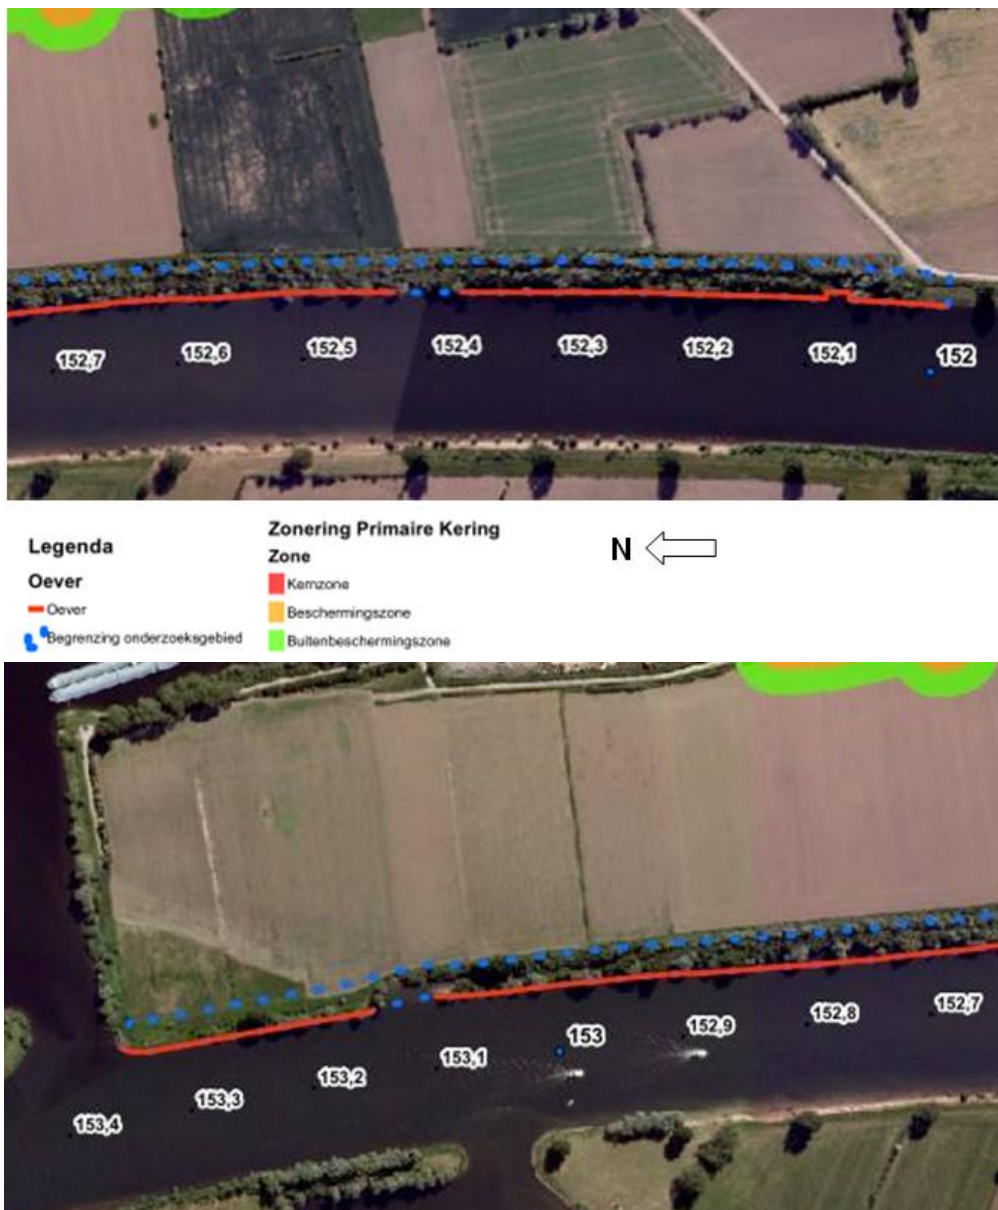 152,7
152,6
152,5
152,4
152,3
152,2
152,1
152
Legenda
Oever
Oever
Begrenzing onderzoeksgebied
Zonering Primaire Kering
Zone
Kernzone
Beschermingszone
Buitenbeschermingszone
N
153,4
153,3
153,2
153,1
153
152,9
152,8
152,7